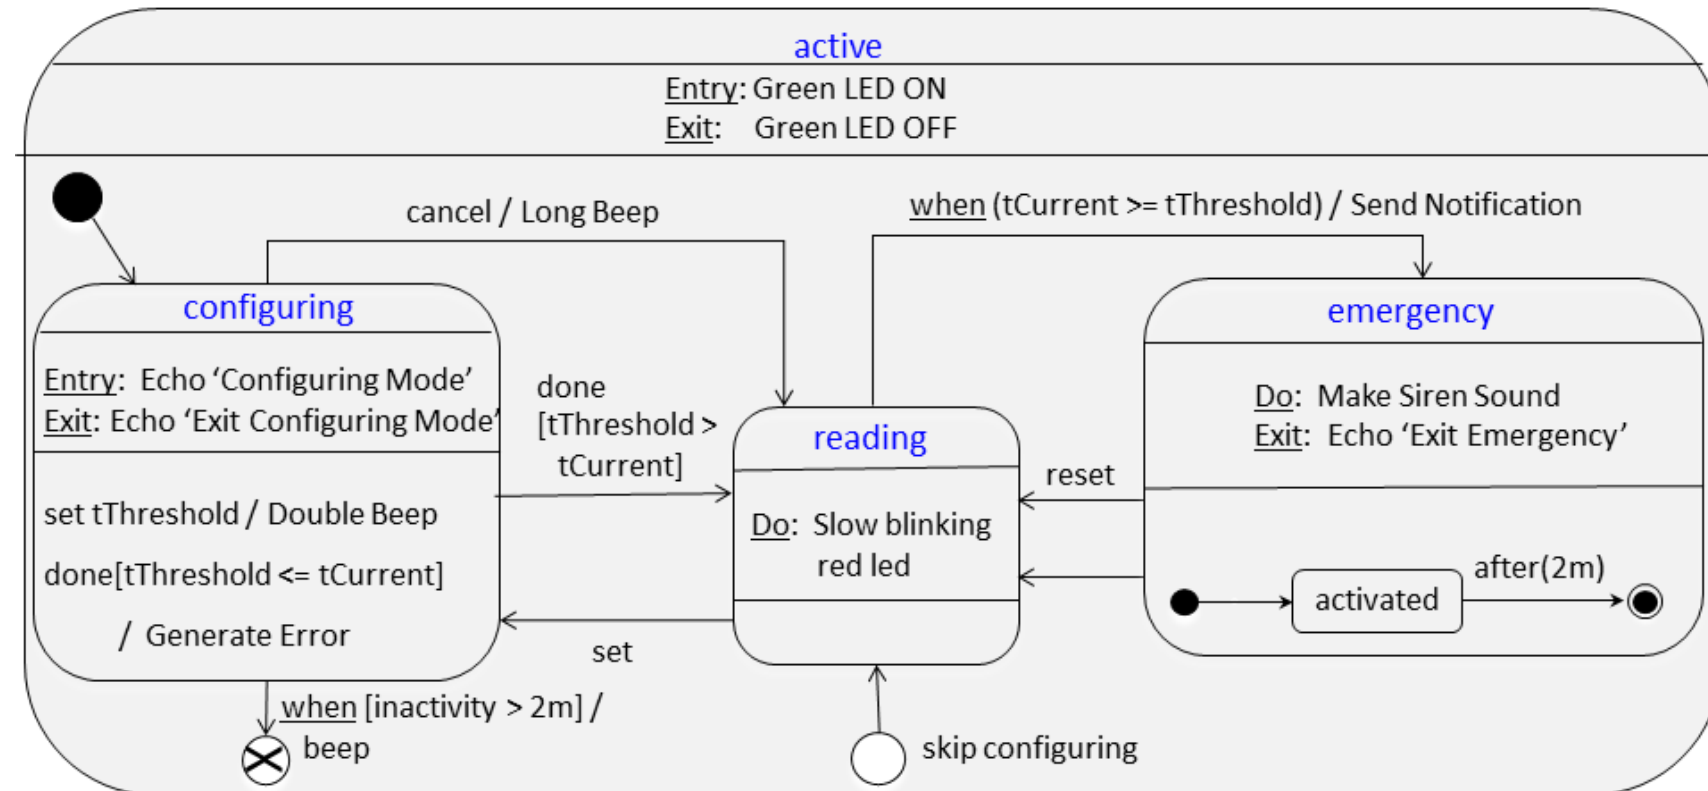 active
Entry: Green LED ON
Exit: Green LED OFF
cancel / Long Beep
when (tCurrent >= tThreshold) / Send Notification
configuring
Entry: Echo ‘Configuring Mode’
Exit: Echo ‘Exit Configuring Mode’
set tThreshold / Double Beep
done[tThreshold <= tCurrent]
/ Generate Error
done
[tThreshold >
tCurrent]
reading
Do: Slow blinking
red led
emergency
Do: Make Siren Sound
Exit: Echo ‘Exit Emergency’
reset
activated
after(2m)
set
when [inactivity > 2m] /
beep
skip configuring